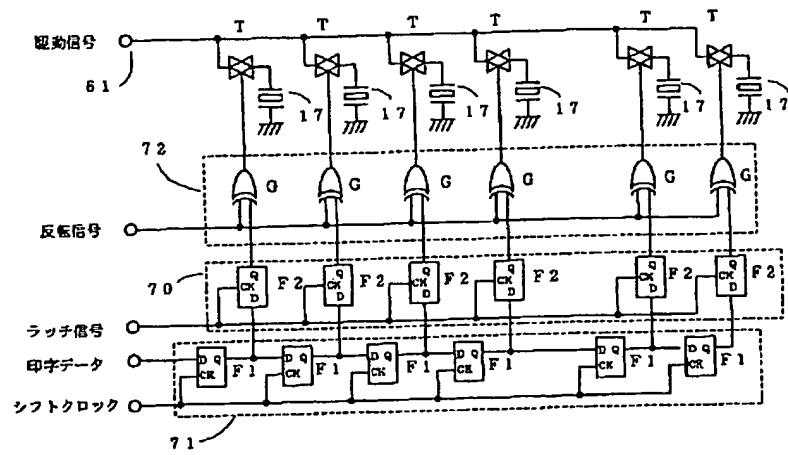 T T T T T T
駆動信号
61
17 17 17 17 17 17
72
G G G G G G
反転信号
70
Q Q Q Q Q Q
F2 F2 F2 F2 F2 F2
CK CK CK CK CK CK
D D D D D D
ラッチ信号
印字データ
D Q D Q D Q D Q D Q D Q
F1 F1 F1 F1 F1 F1
CK CK CK CK CK CK
シフトクロック
71